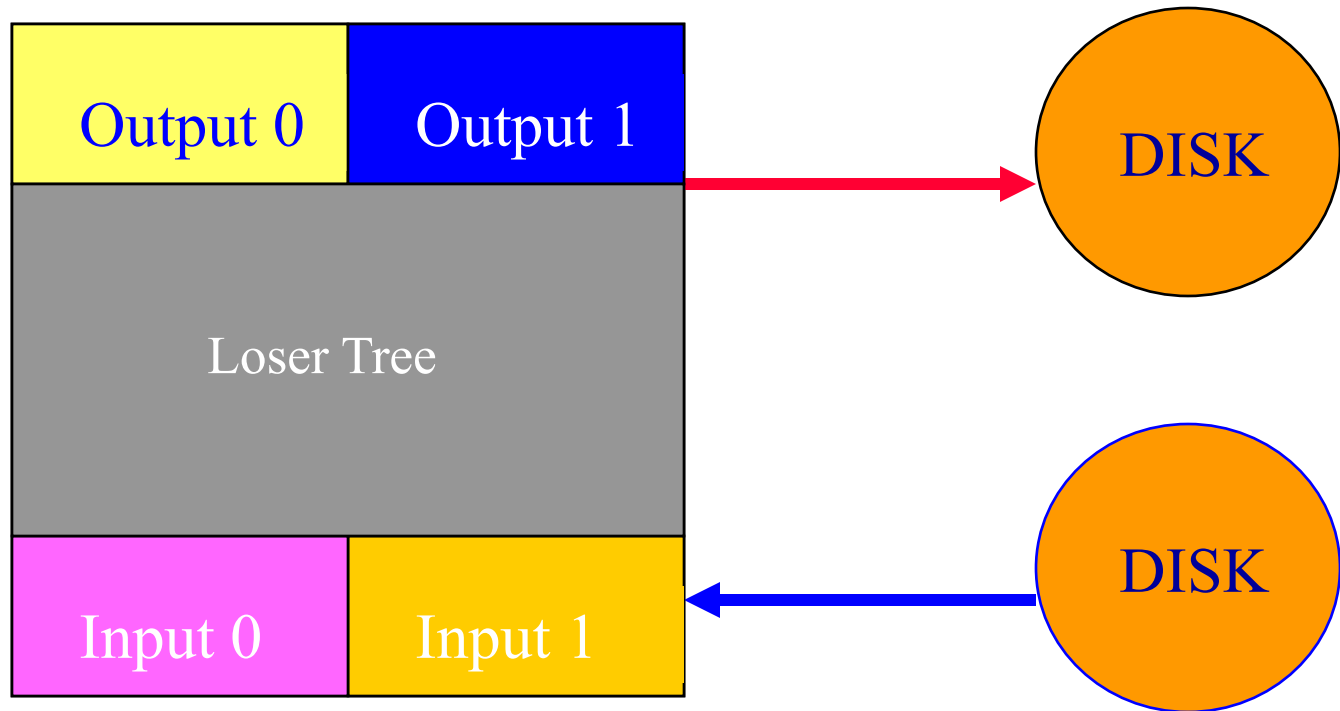 Output 0
Output 1
DISK
Loser Tree
DISK
Input 0
Input 1